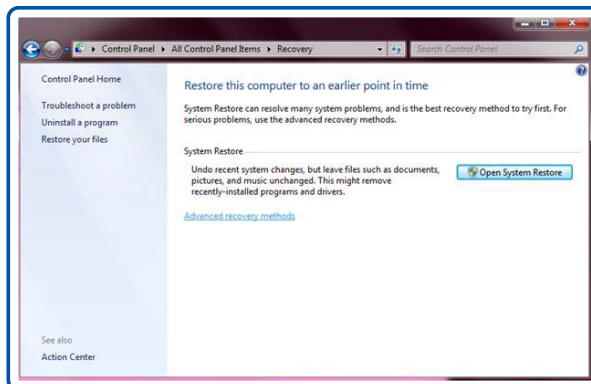 Control Panel ▸ All Control Panel Items ▸ Recovery
Search Control Panel
Control Panel Home
Troubleshoot a problem
Uninstall a program
Restore your files
See also
Action Center
Restore this computer to an earlier point in time
System Restore can resolve many system problems, and is the best recovery method to try first. For
serious problems, use the advanced recovery methods.
System Restore
Undo recent system changes, but leave files such as documents,
pictures, and music unchanged. This might remove
recently-installed programs and drivers.
Open System Restore
Advanced recovery methods